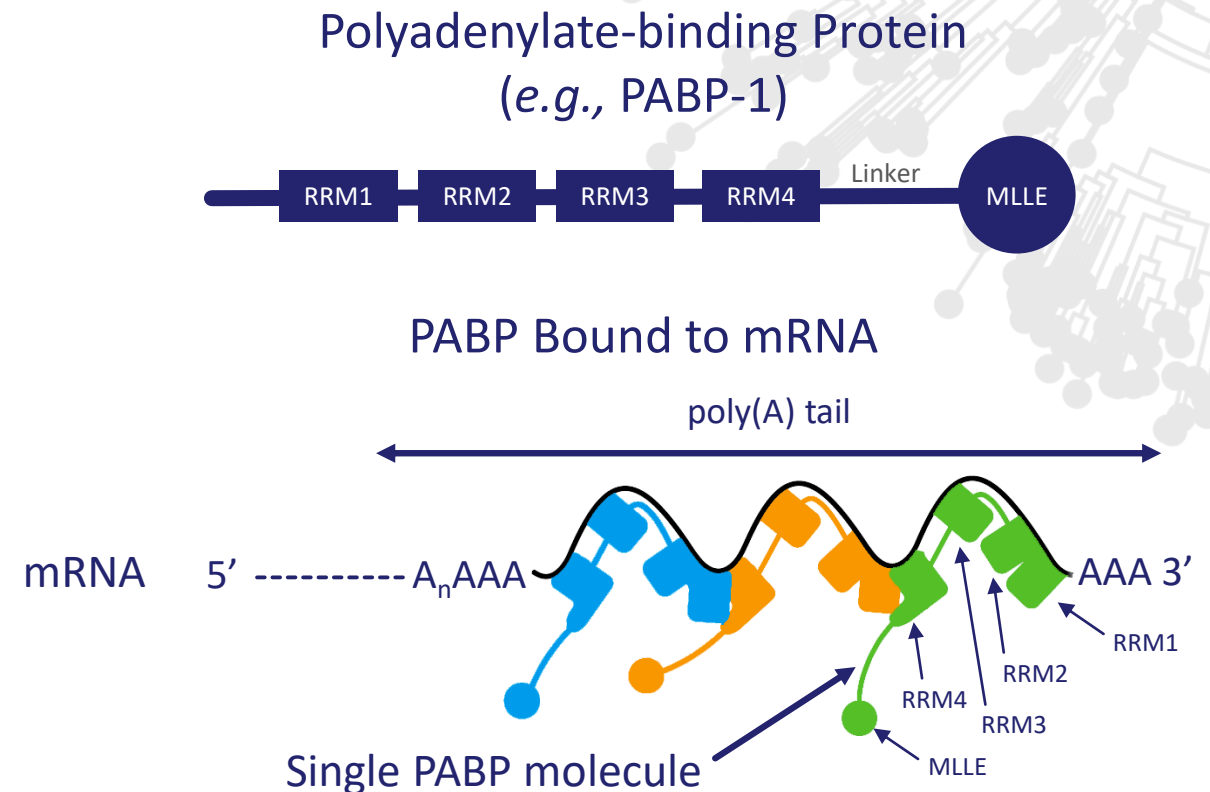 Polyadenylate-binding Protein
(e.g., PABP-1)
RRM1 RRM2 RRM3 RRM4 Linker MLLE
PABP Bound to mRNA
poly(A) tail
mRNA 5’ ---------- AₙAAA AAA 3’
RRM1
RRM2
RRM4
RRM3
MLLE
Single PABP molecule